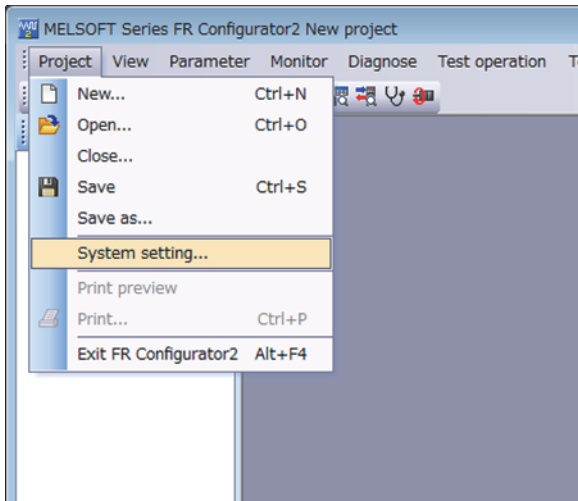 MELSOFT Series FR Configurator2 New project
Project View Parameter Monitor Diagnose Test operation
New... Ctrl+N
Open... Ctrl+O
Close...
Save Ctrl+S
Save as...
System setting...
Print preview
Print... Ctrl+P
Exit FR Configurator2 Alt+F4